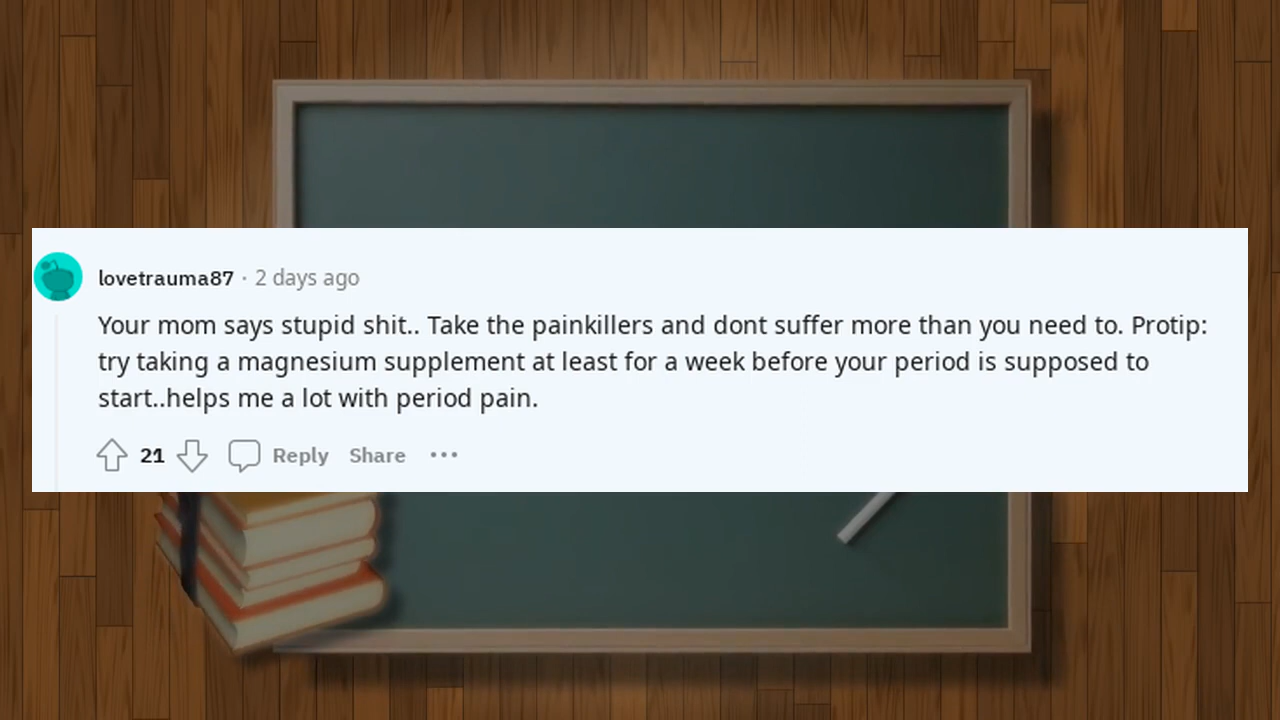 lovetrauma87 · 2 days ago
Your mom says stupid shit.. Take the painkillers and dont suffer more than you need to. Protip:
try taking a magnesium supplement at least for a week before your period is supposed to
start..helps me a lot with period pain.
21 Reply Share •••